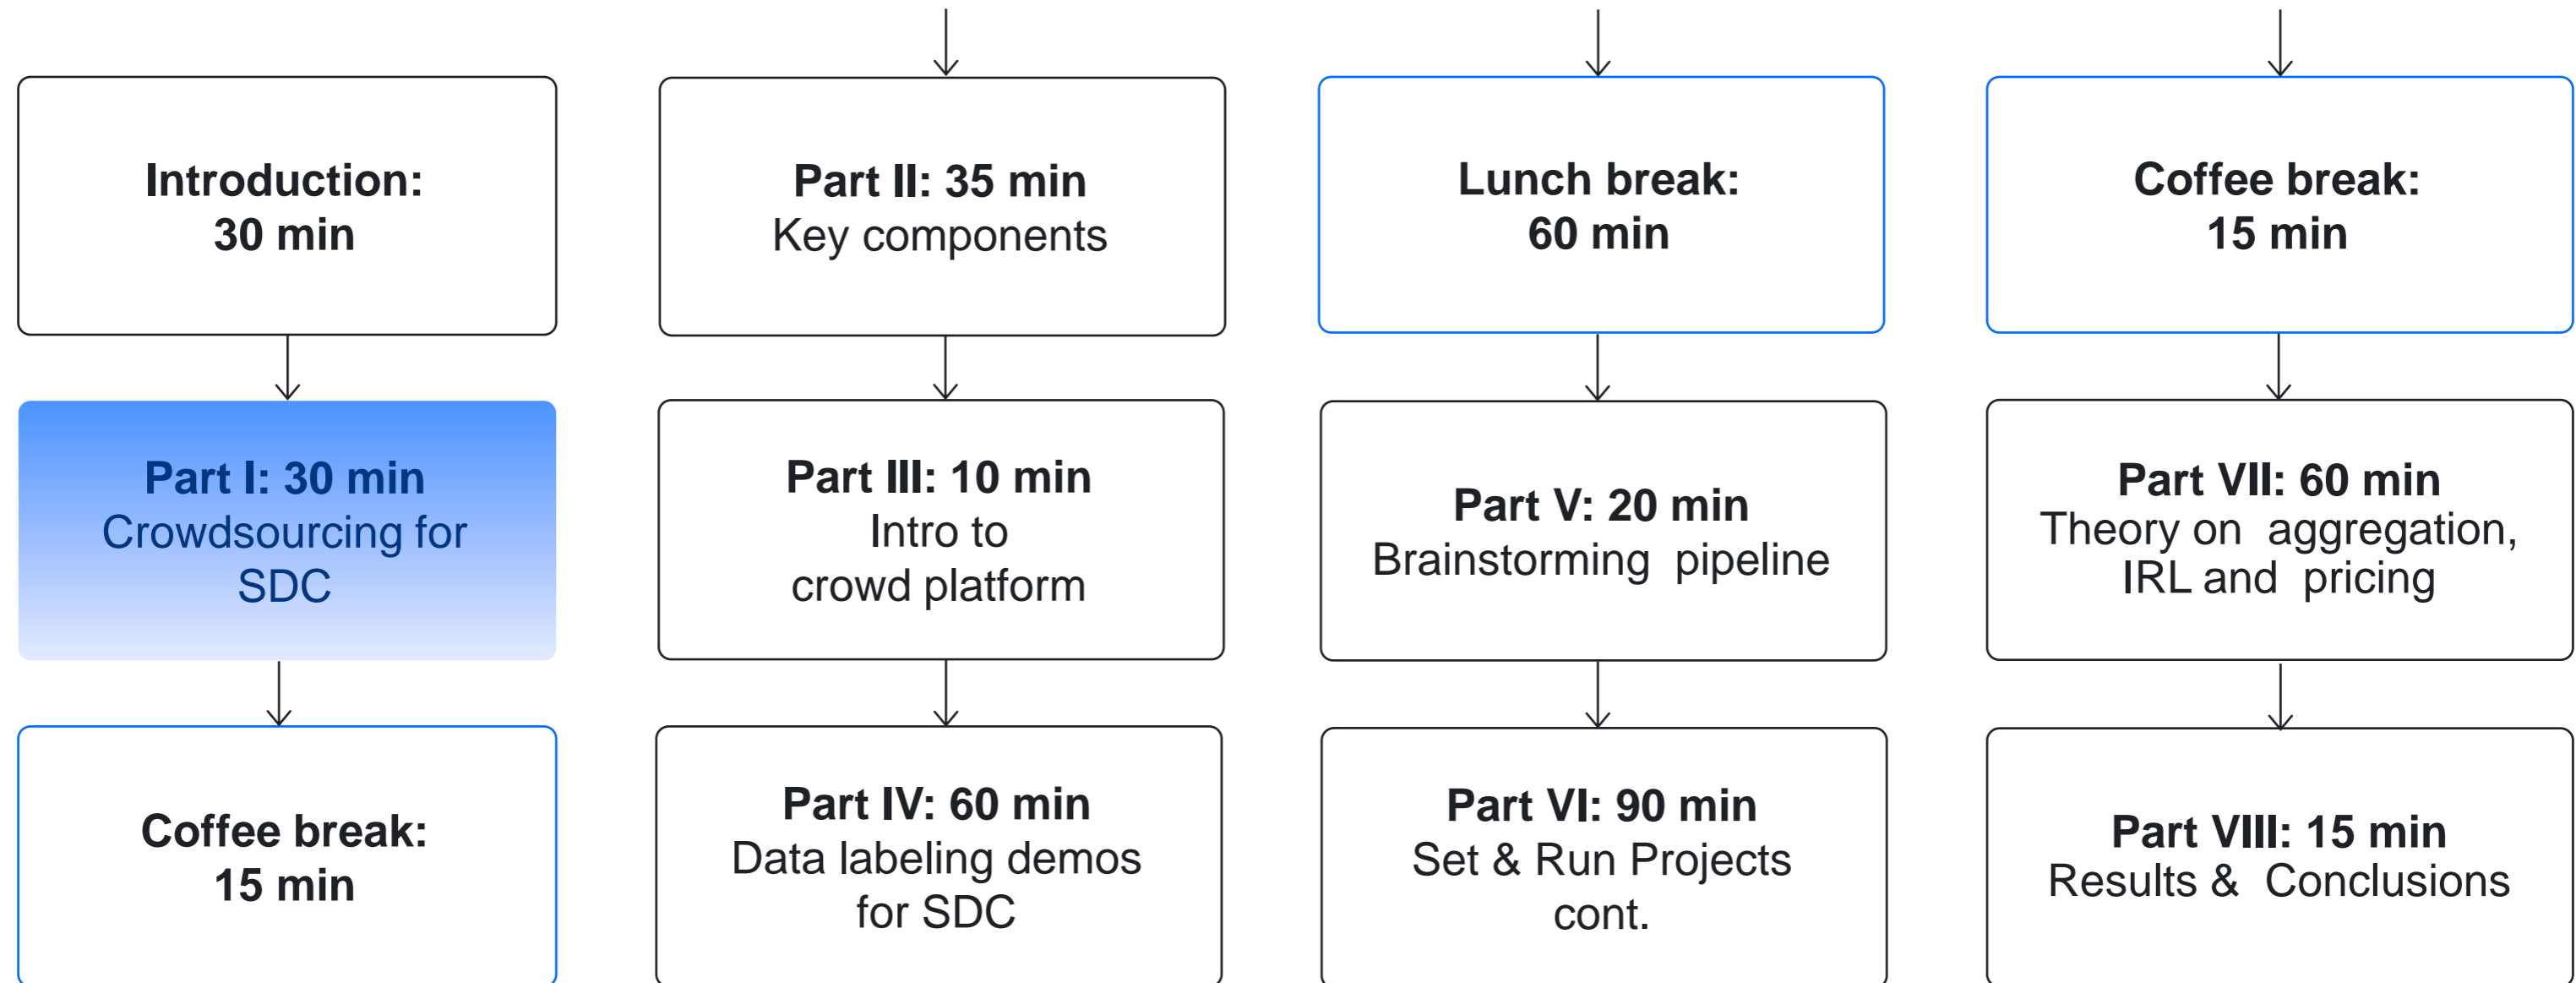 Introduction:
30 min
Part I: 30 min
Crowdsourcing for
SDC
Coffee break:
15 min
Part II: 35 min
Key components
Part III: 10 min
Intro to
crowd platform
Part IV: 60 min
Data labeling demos
for SDC
Lunch break:
60 min
Part V: 20 min
Brainstorming pipeline
Part VI: 90 min
Set & Run Projects
cont.
Coffee break:
15 min
Part VII: 60 min
Theory on aggregation,
IRL and pricing
Part VIII: 15 min
Results & Conclusions